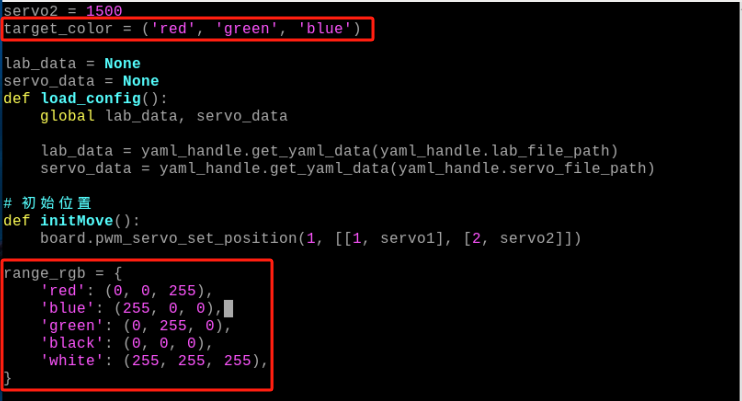 servo2 = 1500
target_color = ('red', 'green', 'blue')
lab_data = None
servo_data = None
def load_config():
    global lab_data, servo_data
    lab_data = yaml_handle.get_yaml_data(yaml_handle.lab_file_path)
    servo_data = yaml_handle.get_yaml_data(yaml_handle.servo_file_path)
# 初始位置
def initMove():
    board.pwm_servo_set_position(1, [[1, servo1], [2, servo2]])
range_rgb = {
    'red': (0, 0, 255),
    'blue': (255, 0, 0),
    'green': (0, 255, 0),
    'black': (0, 0, 0),
    'white': (255, 255, 255),
}